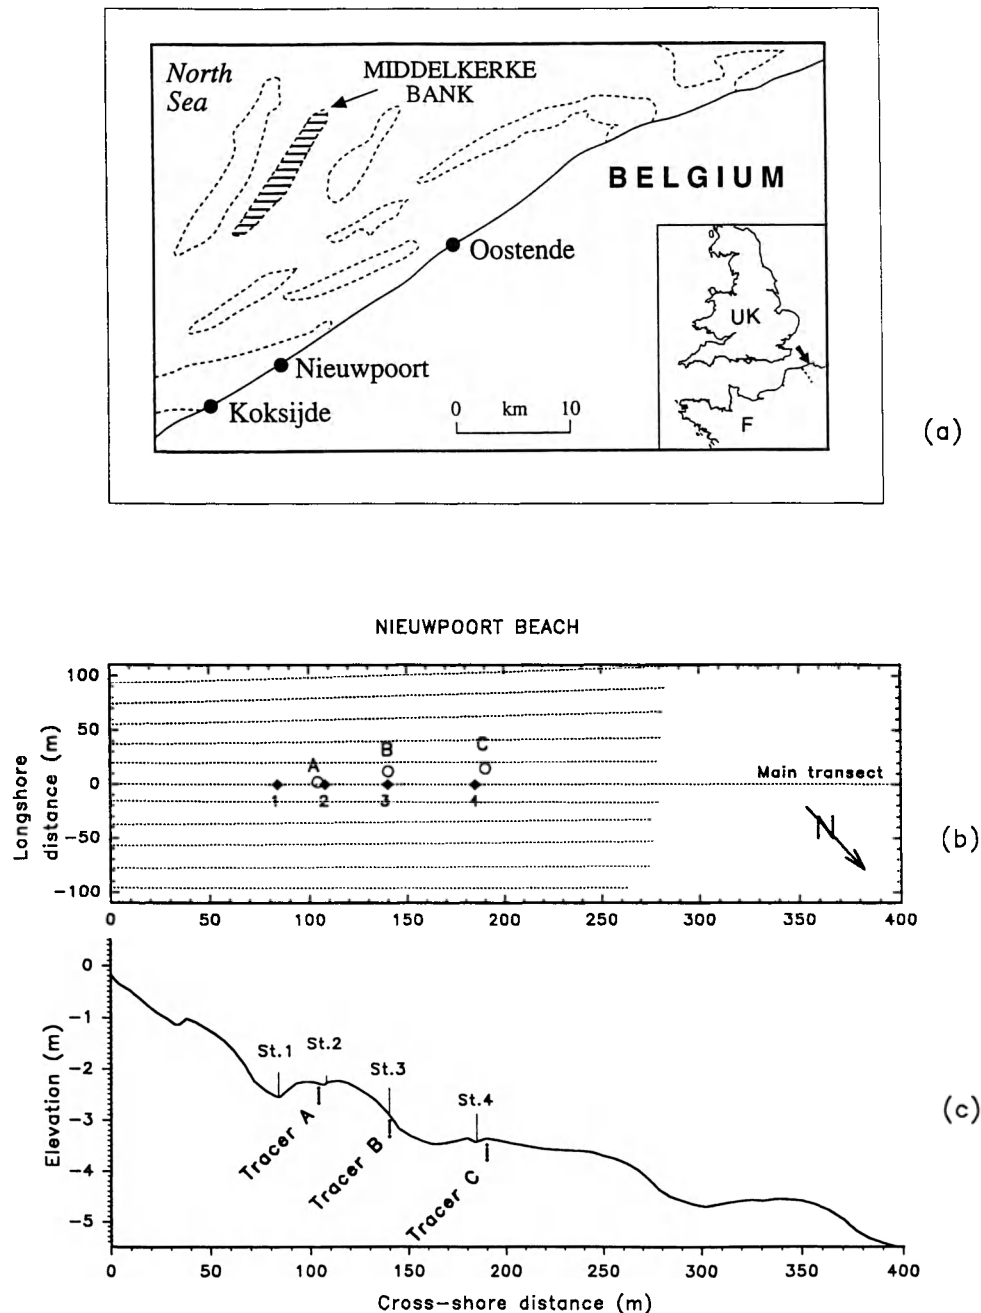 North
Sea
MIDDELKERKE
BANK
BELGIUM
Oostende
UK
Nieuwpoort
Koksijde
0 km 10
F
(a)
NIEUWPOORT BEACH
Longshore
distance (m)
100
50
0
−50
−100
A
B
C
1
2
3
4
Main transect
N
(b)
0 50 100 150 200 250 300 350 400
Elevation (m)
0
−1
−2
−3
−4
−5
St.1
St.2
St.3
St.4
Tracer A
Tracer B
Tracer C
(c)
0 50 100 150 200 250 300 350 400
Cross−shore distance (m)